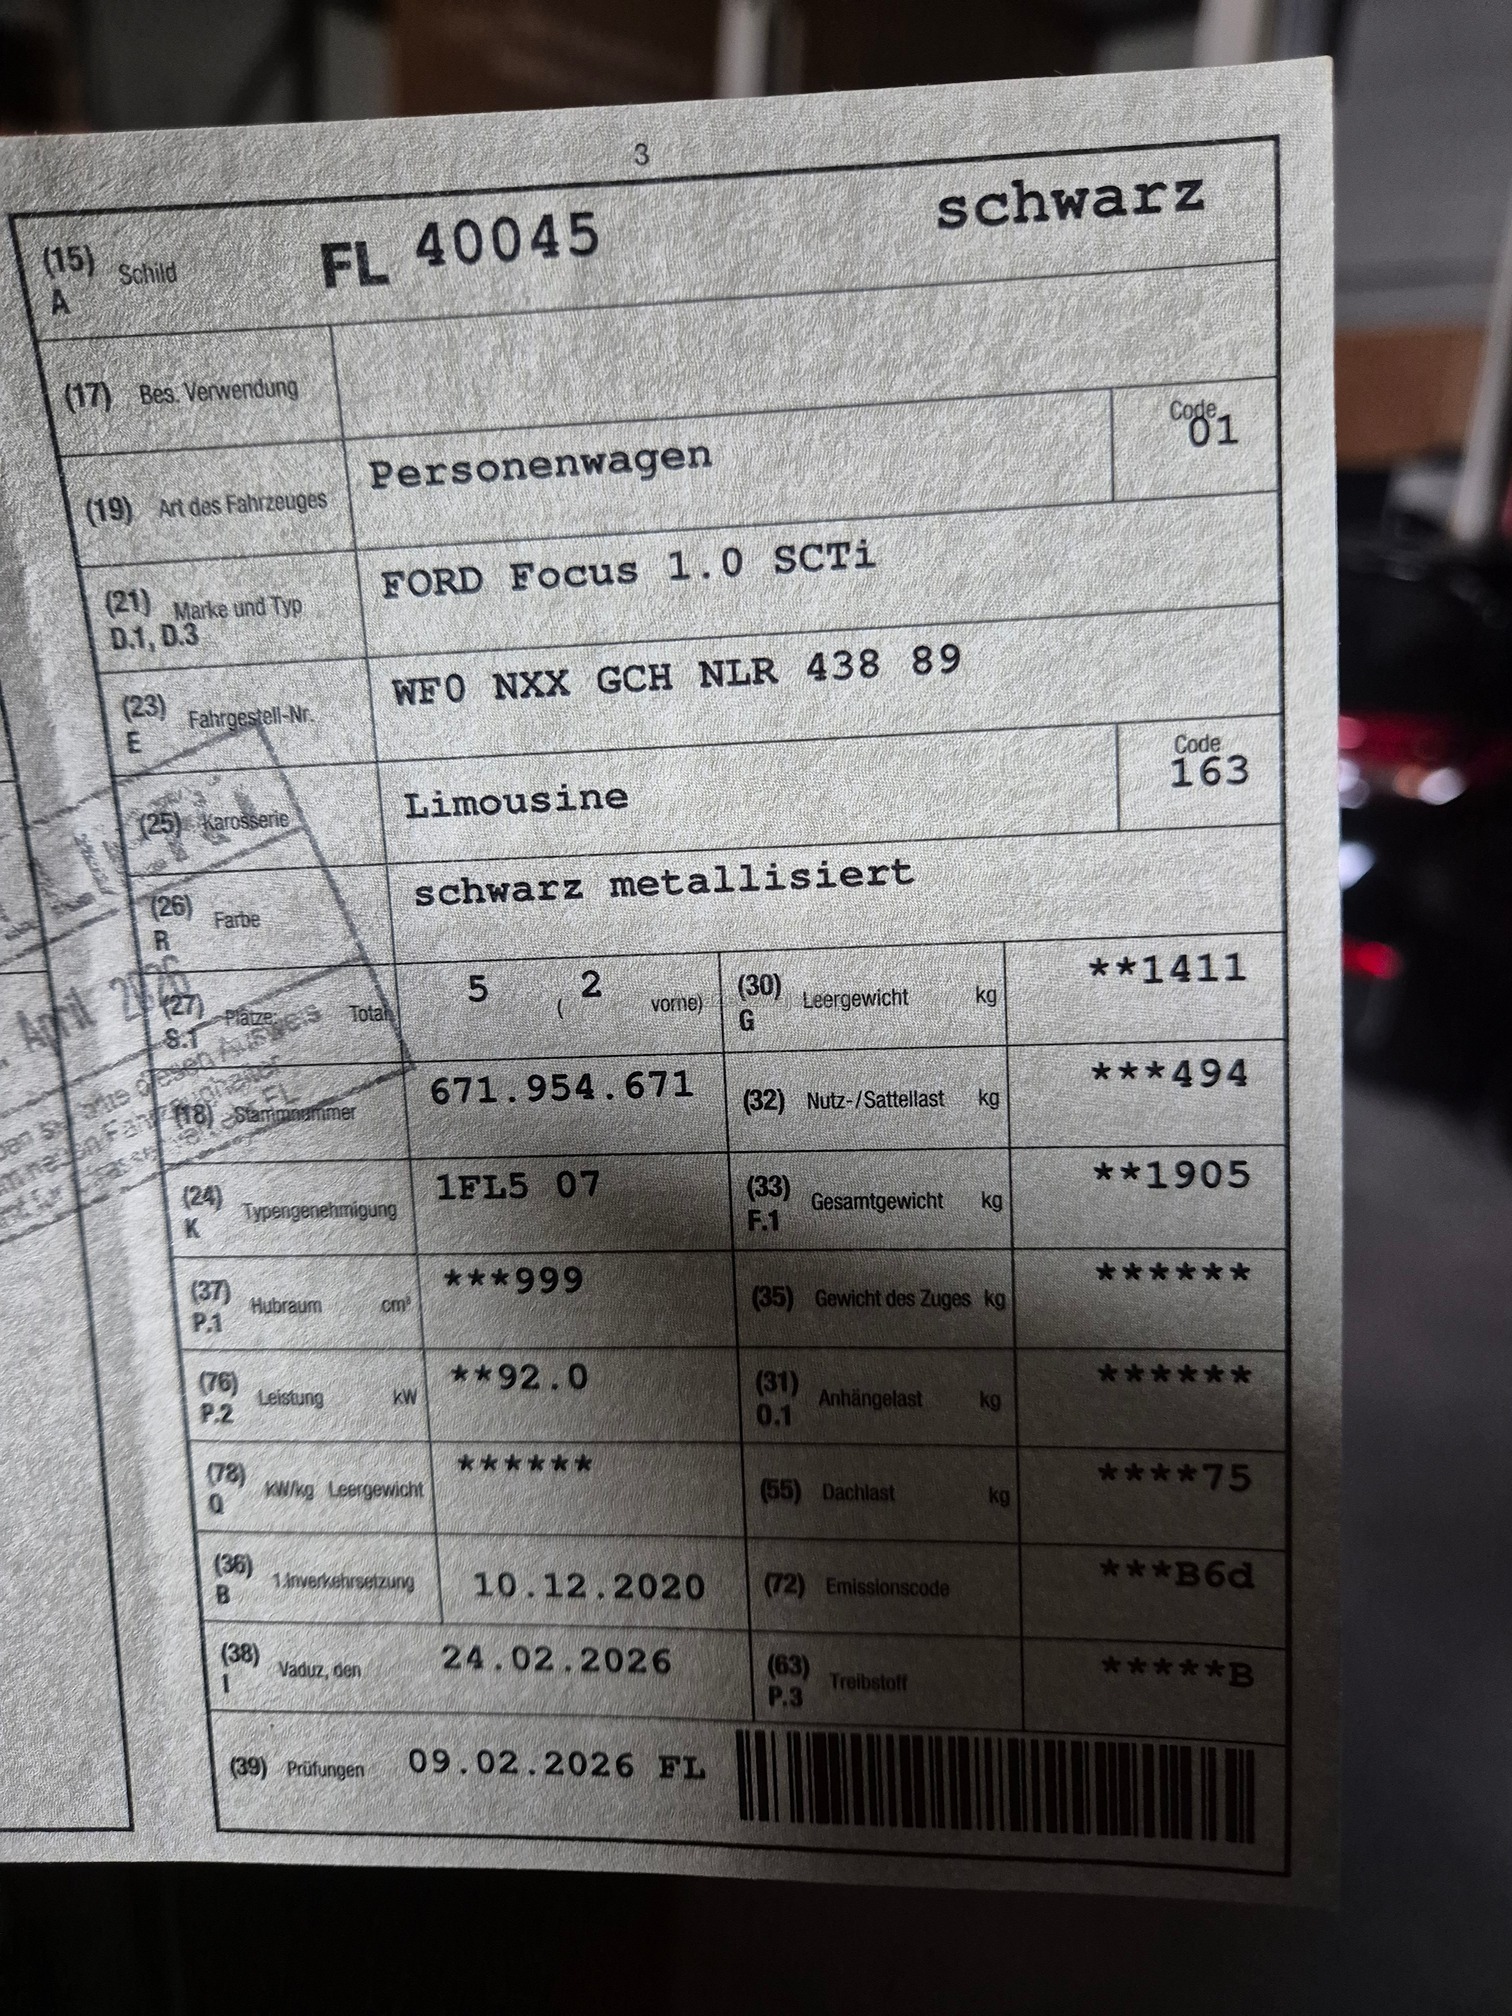 3
(15) Schild FL 40045 schwarz
A
(17) Bes. Verwendung
(19) Art des Fahrzeuges Personenwagen Code 01
(21) Marke und Typ FORD Focus 1.0 SCTi
D.1, D.3
(23) Fahrgestell-Nr. WF0 NXX GCH NLR 438 89
E
(25) Karosserie Limousine Code 163
(26) Farbe schwarz metallisiert
R
(27) Plätze: Total 5 ( 2 vorne) (30) Leergewicht kg **1411
S.1 G
(18) Stammnummer 671.954.671 (32) Nutz-/Sattellast kg ***494
(24) Typengenehmigung 1FL5 07 (33) Gesamtgewicht kg **1905
K F.1
(37) Hubraum cm³ ***999 (35) Gewicht des Zuges kg ******
P.1
(76) Leistung kW **92.0 (31) Anhängelast kg ******
P.2 O.1
(78) kW/kg Leergewicht ****** (55) Dachlast kg ****75
Q
(36) 1.Inverkehrsetzung 10.12.2020 (72) Emissionscode ***B6d
B
(38) Vaduz, den 24.02.2026 (63) Treibstoff *****B
I P.3
(39) Prüfungen 09.02.2026 FL
April 2026
diesen Ausweis